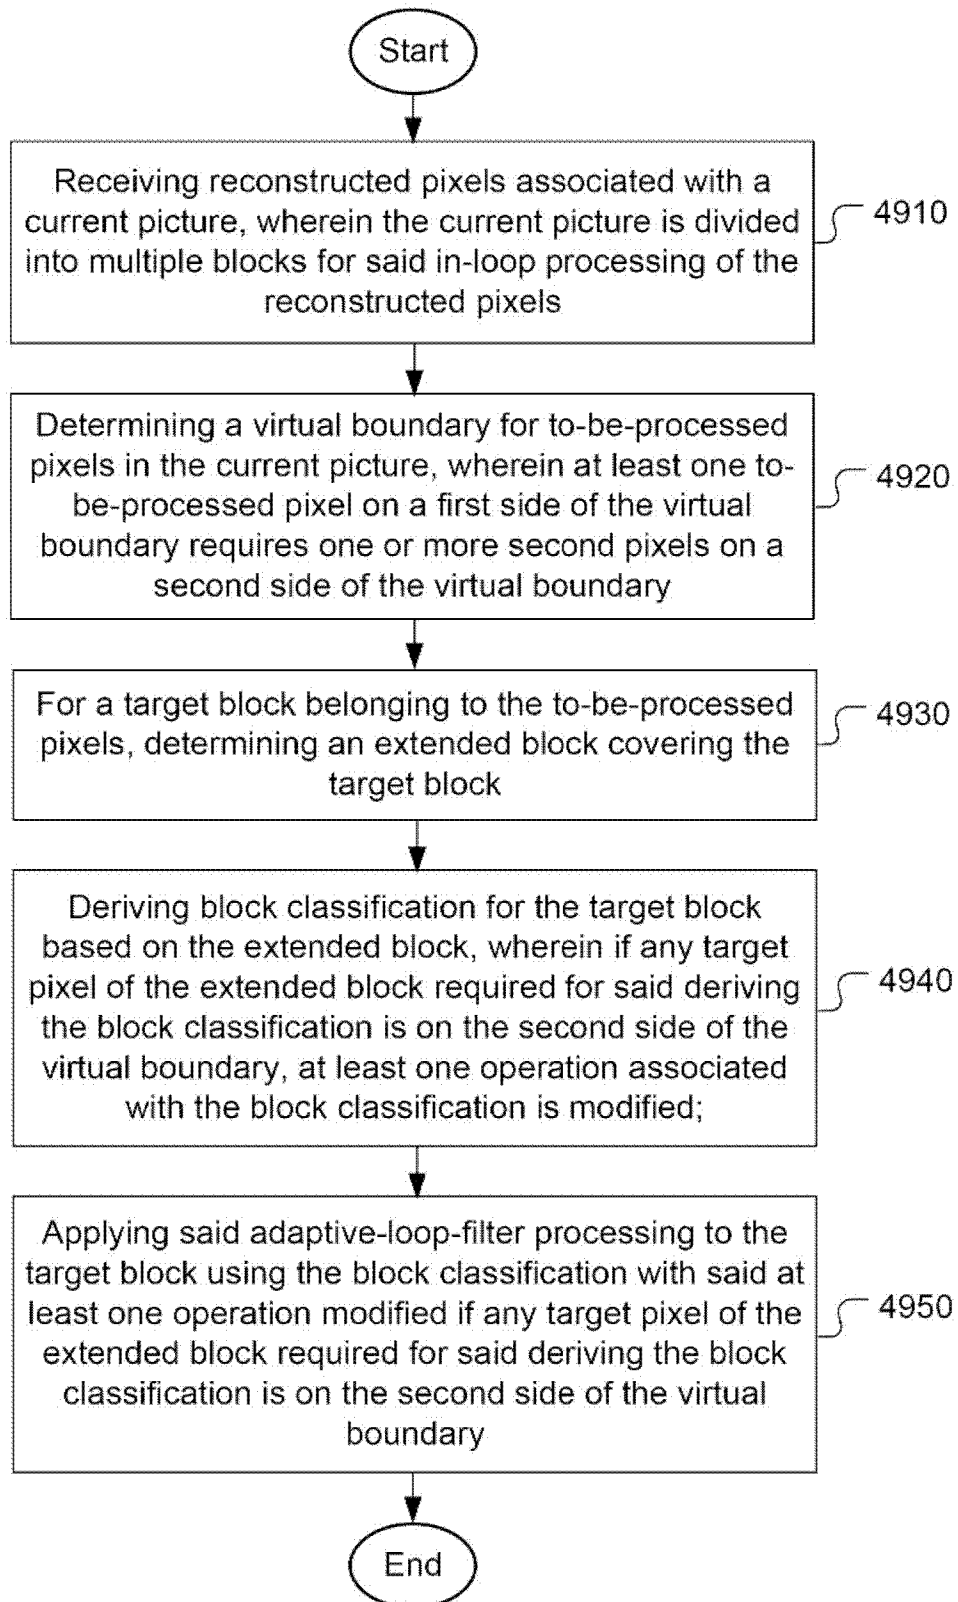 Start
Receiving reconstructed pixels associated with a
current picture, wherein the current picture is divided
into multiple blocks for said in-loop processing of the
reconstructed pixels
4910
Determining a virtual boundary for to-be-processed
pixels in the current picture, wherein at least one to-
be-processed pixel on a first side of the virtual
boundary requires one or more second pixels on a
second side of the virtual boundary
4920
For a target block belonging to the to-be-processed
pixels, determining an extended block covering the
target block
4930
Deriving block classification for the target block
based on the extended block, wherein if any target
pixel of the extended block required for said deriving
the block classification is on the second side of the
virtual boundary, at least one operation associated
with the block classification is modified;
4940
Applying said adaptive-loop-filter processing to the
target block using the block classification with said at
least one operation modified if any target pixel of the
extended block required for said deriving the block
classification is on the second side of the virtual
boundary
4950
End